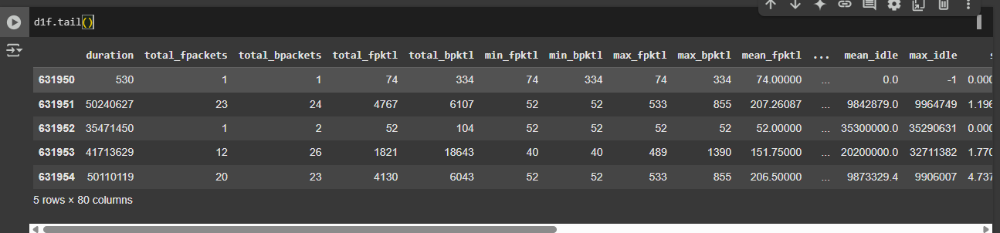 d1f.tail()
duration total_fpackets total_bpackets total_fpktl total_bpktl min_fpktl min_bpktl max_fpktl max_bpktl mean_fpktl ... mean_idle max_idle
631950 530 1 1 74 334 74 334 74 334 74.00000 ... 0.0 -1 0.000
631951 50240627 23 24 4767 6107 52 52 533 855 207.26087 ... 9842879.0 9964749 1.196
631952 35471450 1 2 52 104 52 52 52 52 52.00000 ... 35300000.0 35290631 0.000
631953 41713629 12 26 1821 18643 40 40 489 1390 151.75000 ... 20200000.0 32711382 1.770
631954 50110119 20 23 4130 6043 52 52 533 855 206.50000 ... 9873329.4 9906007 4.737
5 rows × 80 columns